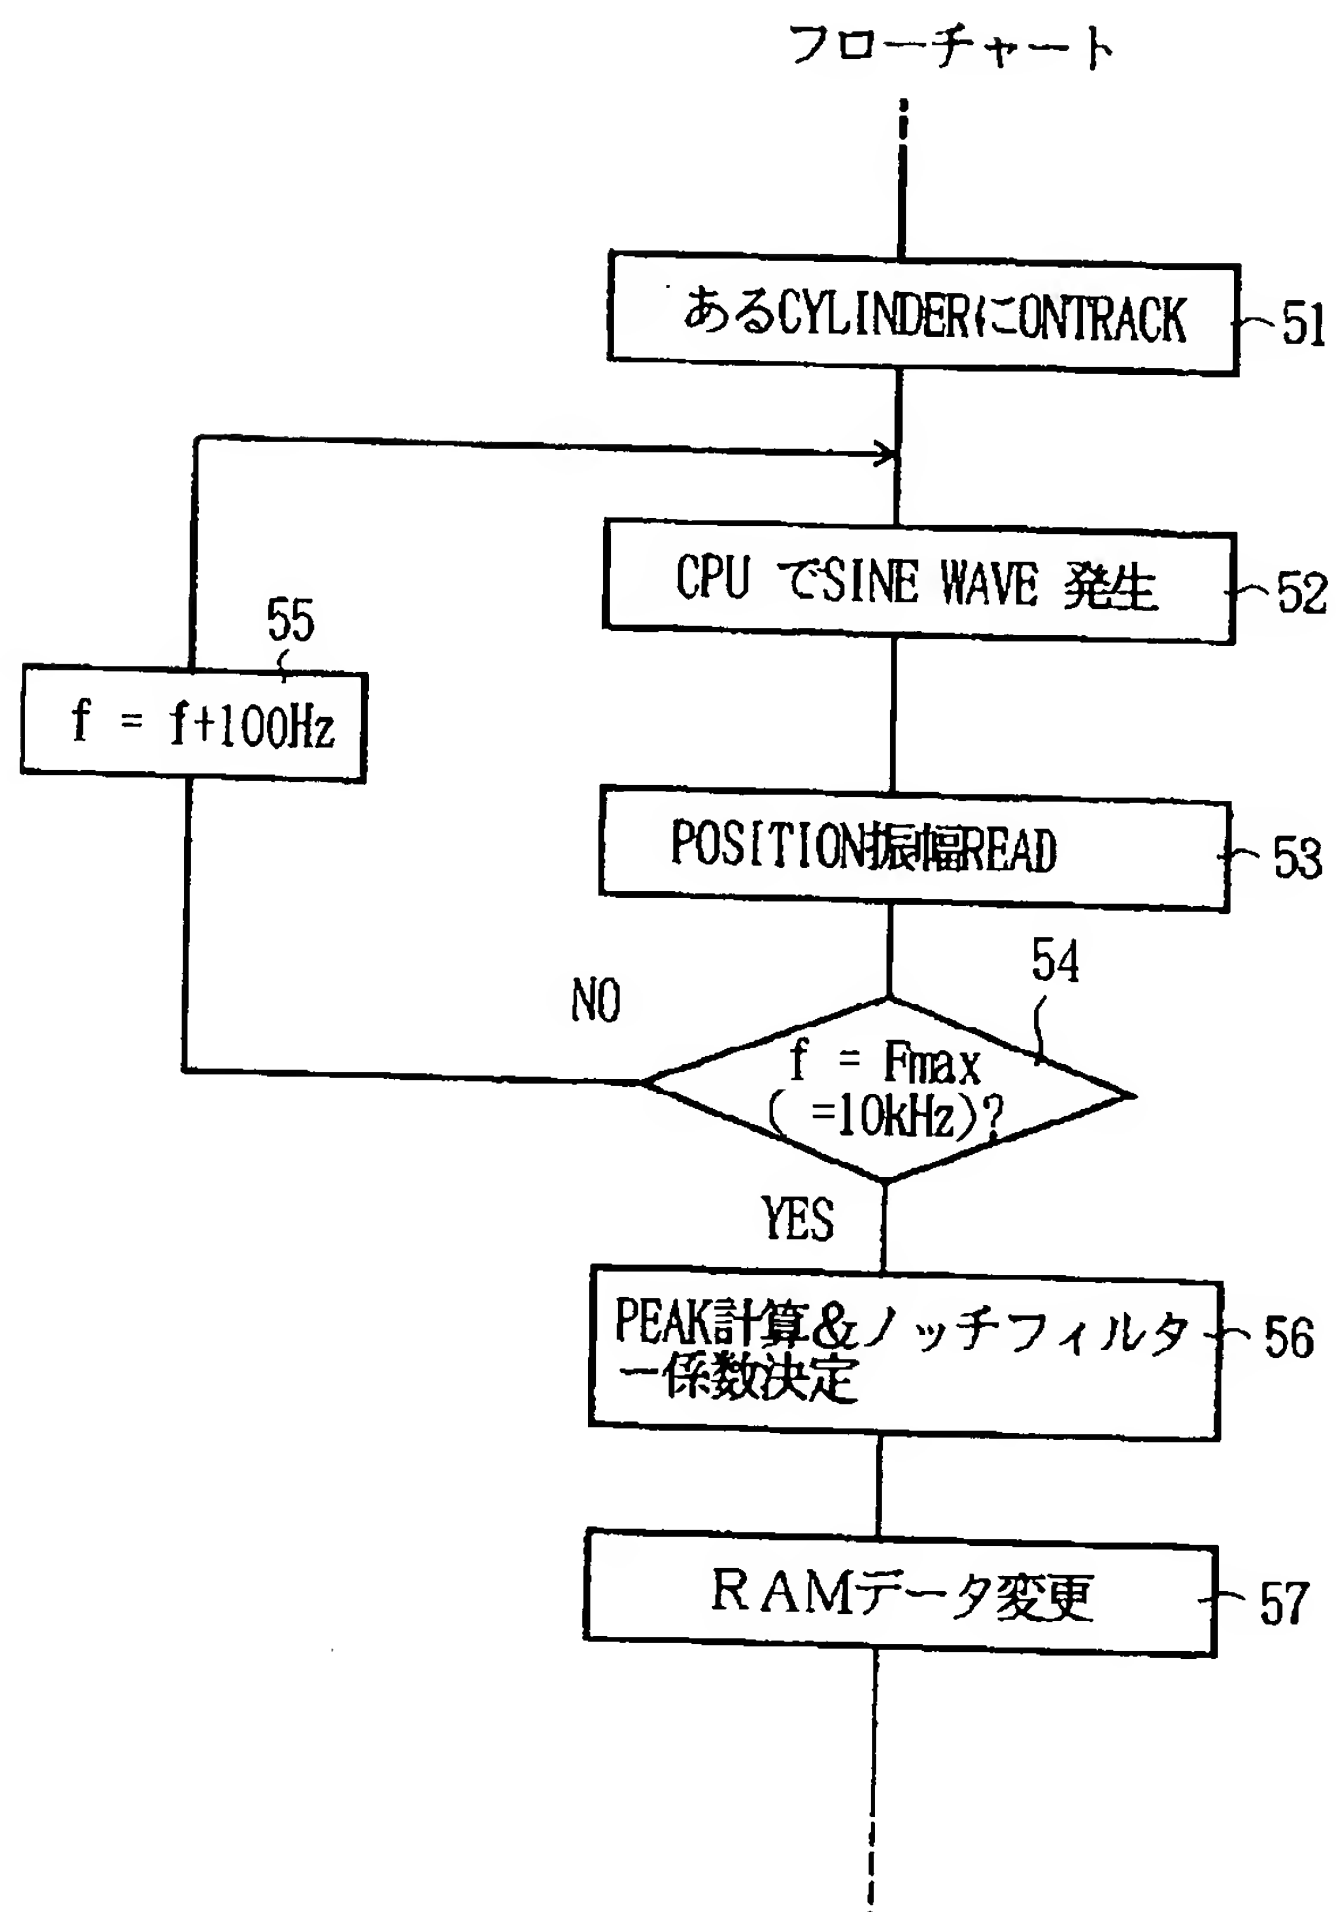 フローチャート
あるCYLINDERにONTRACK
51
CPU でSINE WAVE 発生
52
55
f = f+100Hz
POSITION振幅READ
53
54
NO
f = Fmax
( =10kHz)?
YES
PEAK計算&ノッチフィルタ
ー係数決定
56
RAMデータ変更
57